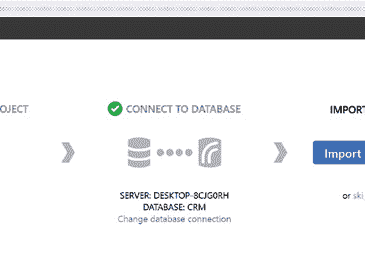 OJECT
CONNECT TO DATABASE
IMPORT
Import
SERVER: DESKTOP-8CJG0RH
DATABASE: CRM
Change database connection
or ski